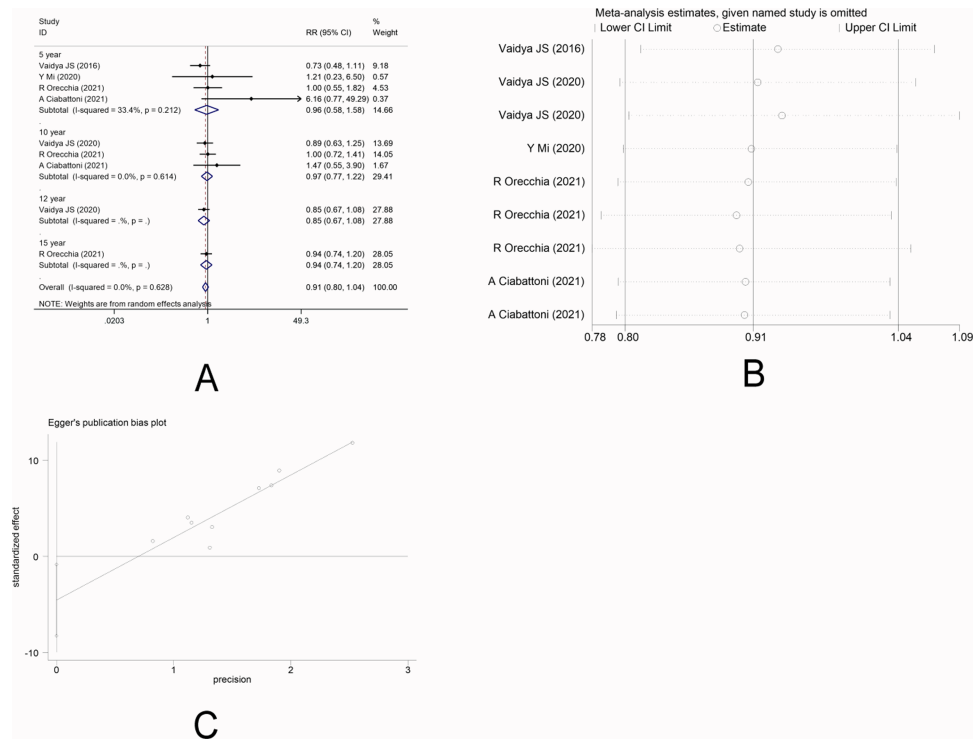 Study
ID
RR (95% CI)
%
Weight
5 year
Vaidya JS (2016) 0.73 (0.48, 1.11) 9.18
Y Mi (2020) 1.21 (0.23, 6.50) 0.57
R Orecchia (2021) 1.00 (0.55, 1.82) 4.53
A Ciabattoni (2021) 6.16 (0.77, 49.29) 0.37
Subtotal (I-squared = 33.4%, p = 0.212) 0.96 (0.58, 1.58) 14.66
.
10 year
Vaidya JS (2020) 0.89 (0.63, 1.25) 13.69
R Orecchia (2021) 1.00 (0.72, 1.41) 14.05
A Ciabattoni (2021) 1.47 (0.55, 3.90) 1.67
Subtotal (I-squared = 0.0%, p = 0.614) 0.97 (0.77, 1.22) 29.41
.
12 year
Vaidya JS (2020) 0.85 (0.67, 1.08) 27.88
Subtotal (I-squared = .%, p = .) 0.85 (0.67, 1.08) 27.88
.
15 year
R Orecchia (2021) 0.94 (0.74, 1.20) 28.05
Subtotal (I-squared = .%, p = .) 0.94 (0.74, 1.20) 28.05
.
Overall (I-squared = 0.0%, p = 0.628) 0.91 (0.80, 1.04) 100.00
NOTE: Weights are from random effects analysis
.0203 1 49.3
A
Meta-analysis estimates, given named study is omitted
Lower CI Limit Estimate Upper CI Limit
Vaidya JS (2016)
Vaidya JS (2020)
Vaidya JS (2020)
Y Mi (2020)
R Orecchia (2021)
R Orecchia (2021)
R Orecchia (2021)
A Ciabattoni (2021)
A Ciabattoni (2021)
0.78 0.80 0.91 1.04 1.09
B
Egger's publication bias plot
standardized effect
10
0
-10
0 1 2 3
precision
C